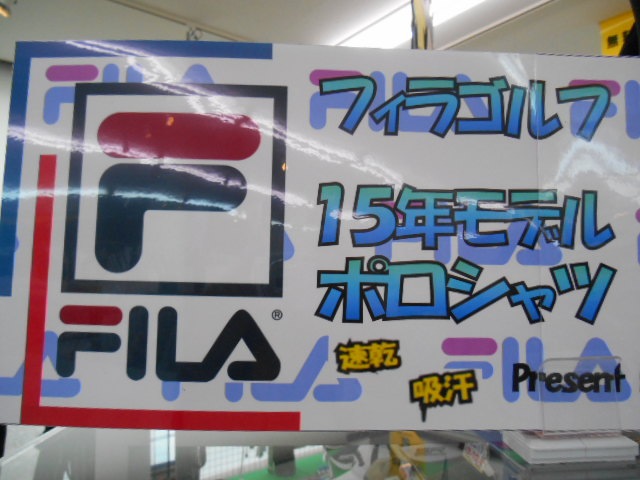 FILA®
フィラゴルフ
15年モデル
ポロシャツ
速乾
吸汗
Present